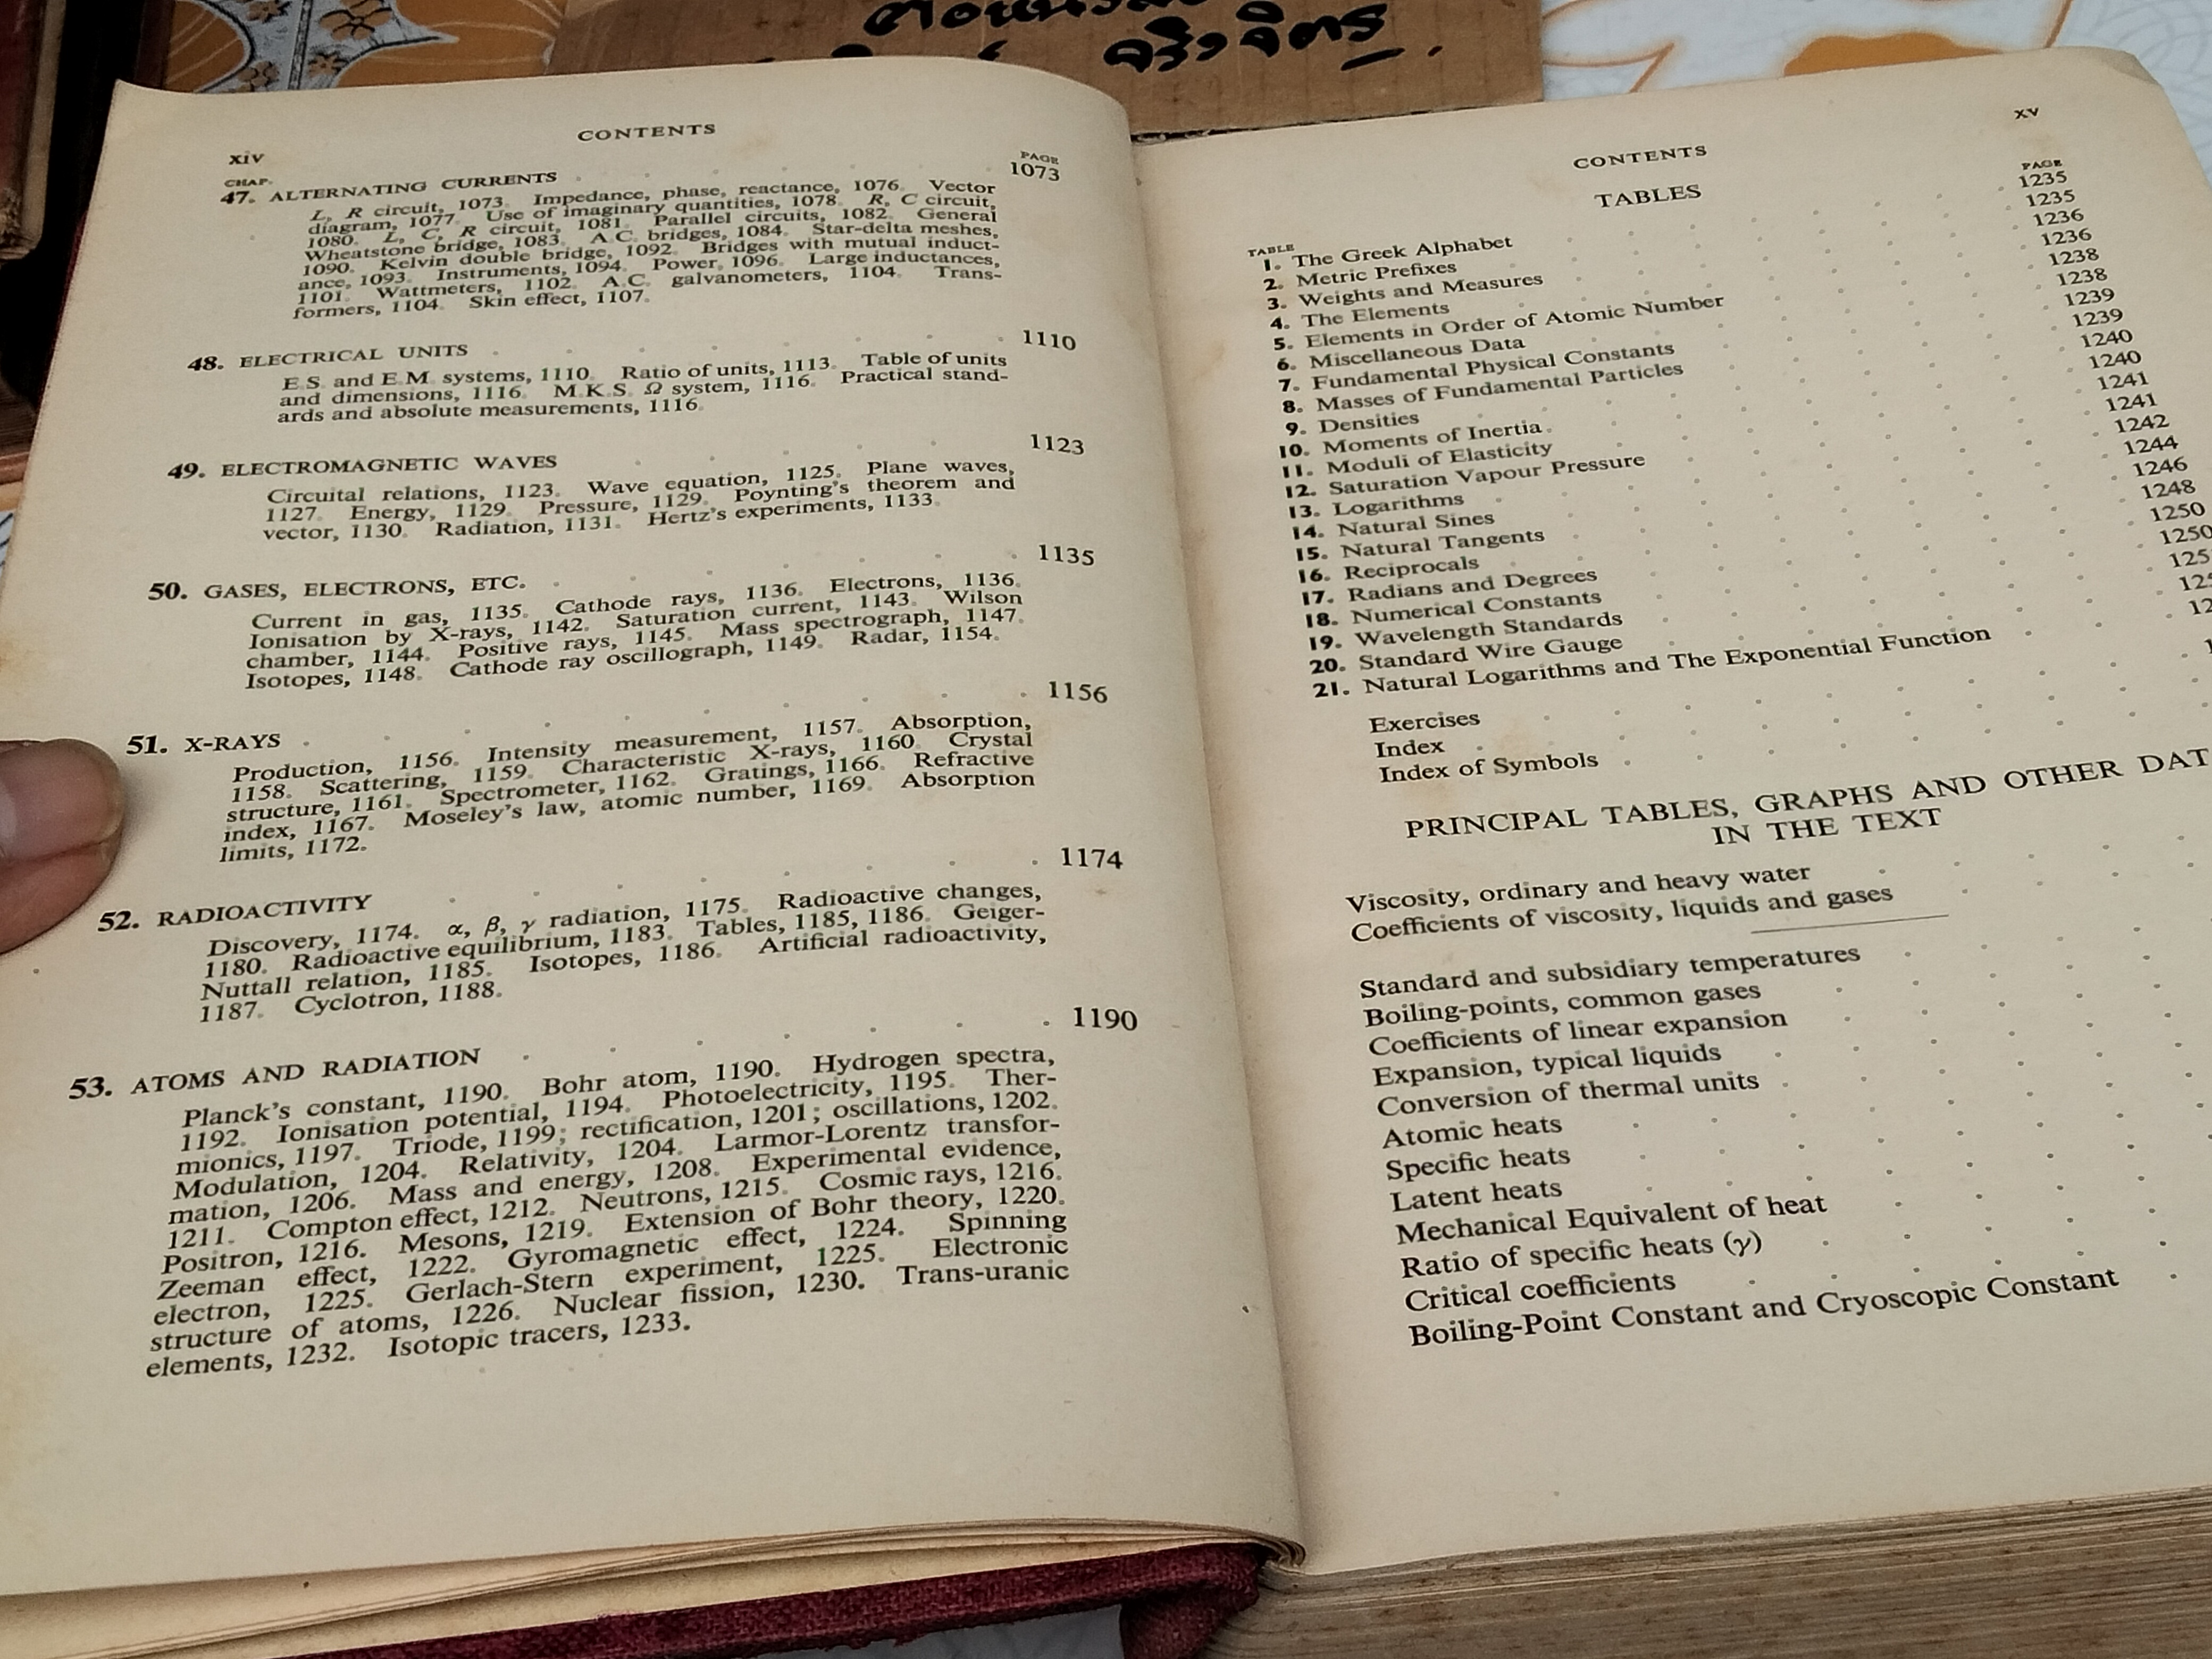 จริงจิตร
xiv
CONTENTS
CHAP.
PAGE
47. ALTERNATING CURRENTS . . . . . . 1073
L, R circuit, 1073. Impedance, phase, reactance, 1076. Vector
diagram, 1077. Use of imaginary quantities, 1078. R, C circuit,
1080. L, C, R circuit, 1081. Parallel circuits, 1082. General
Wheatstone bridge, 1083. A.C. bridges, 1084. Star-delta meshes,
1090. Kelvin double bridge, 1092. Bridges with mutual induct-
ance, 1093. Instruments, 1094. Power, 1096. Large inductances,
1101. Wattmeters, 1102. A.C. galvanometers, 1104. Trans-
formers, 1104. Skin effect, 1107.
48. ELECTRICAL UNITS . . . . . . 1110
E.S. and E.M. systems, 1110. Ratio of units, 1113. Table of units
and dimensions, 1116. M.K.S. Ω system, 1116. Practical stand-
ards and absolute measurements, 1116.
49. ELECTROMAGNETIC WAVES . . . . . 1123
Circuital relations, 1123. Wave equation, 1125. Plane waves,
1127. Energy, 1129. Pressure, 1129. Poynting's theorem and
vector, 1130. Radiation, 1131. Hertz's experiments, 1133.
50. GASES, ELECTRONS, ETC. . . . . . . 1135
Current in gas, 1135. Cathode rays, 1136. Electrons, 1136.
Ionisation by X-rays, 1142. Saturation current, 1143. Wilson
chamber, 1144. Positive rays, 1145. Mass spectrograph, 1147.
Isotopes, 1148. Cathode ray oscillograph, 1149. Radar, 1154.
51. X-RAYS . . . . . . . . . 1156
Production, 1156. Intensity measurement, 1157. Absorption,
1158. Scattering, 1159. Characteristic X-rays, 1160. Crystal
structure, 1161. Spectrometer, 1162. Gratings, 1166. Refractive
index, 1167. Moseley's law, atomic number, 1169. Absorption
limits, 1172.
52. RADIOACTIVITY . . . . . . . . 1174
Discovery, 1174. α, β, γ radiation, 1175. Radioactive changes,
1180. Radioactive equilibrium, 1183. Tables, 1185, 1186. Geiger-
Nuttall relation, 1185. Isotopes, 1186. Artificial radioactivity,
1187. Cyclotron, 1188.
53. ATOMS AND RADIATION . . . . . . . 1190
Planck's constant, 1190. Bohr atom, 1190. Hydrogen spectra,
1192. Ionisation potential, 1194. Photoelectricity, 1195. Ther-
mionics, 1197. Triode, 1199; rectification, 1201; oscillations, 1202.
Modulation, 1204. Relativity, 1204. Larmor-Lorentz transfor-
mation, 1206. Mass and energy, 1208. Experimental evidence,
1211. Compton effect, 1212. Neutrons, 1215. Cosmic rays, 1216.
Positron, 1216. Mesons, 1219. Extension of Bohr theory, 1220.
Zeeman effect, 1222. Gyromagnetic effect, 1224. Spinning
electron, 1225. Gerlach-Stern experiment, 1225. Electronic
structure of atoms, 1226. Nuclear fission, 1230. Trans-uranic
elements, 1232. Isotopic tracers, 1233.
CONTENTS
xv
TABLES
TABLE
PAGE
1. The Greek Alphabet . . . . . . 1235
2. Metric Prefixes . . . . . . 1235
3. Weights and Measures . . . . . . 1236
4. The Elements . . . . . . 1236
5. Elements in Order of Atomic Number . . . . 1238
6. Miscellaneous Data . . . . . . 1238
7. Fundamental Physical Constants . . . . . 1239
8. Masses of Fundamental Particles . . . . . 1239
9. Densities . . . . . . . 1240
10. Moments of Inertia . . . . . . 1240
11. Moduli of Elasticity . . . . . . 1241
12. Saturation Vapour Pressure . . . . . 1241
13. Logarithms . . . . . . . 1242
14. Natural Sines . . . . . . . 1244
15. Natural Tangents . . . . . . 1246
16. Reciprocals . . . . . . . 1248
17. Radians and Degrees . . . . . . 1250
18. Numerical Constants . . . . . . 1250
19. Wavelength Standards . . . . . . 125
20. Standard Wire Gauge . . . . . . 125
21. Natural Logarithms and The Exponential Function . . . 12
Exercises . . . . . . . 1
Index . . . . . . .
Index of Symbols . . . . . .
PRINCIPAL TABLES, GRAPHS AND OTHER DAT
IN THE TEXT
Viscosity, ordinary and heavy water
Coefficients of viscosity, liquids and gases
Standard and subsidiary temperatures
Boiling-points, common gases
Coefficients of linear expansion
Expansion, typical liquids
Conversion of thermal units
Atomic heats
Specific heats
Latent heats
Mechanical Equivalent of heat
Ratio of specific heats (γ)
Critical coefficients
Boiling-Point Constant and Cryoscopic Constant